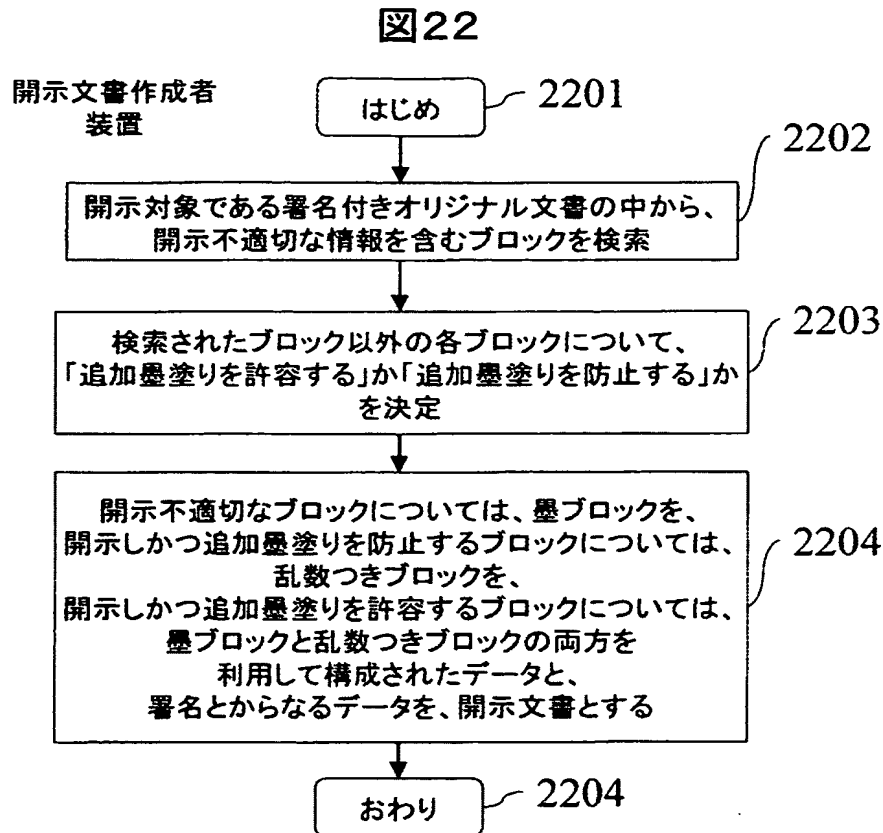 図22
開示文書作成者
装置
はじめ
2201
2202
開示対象である署名付きオリジナル文書の中から、
開示不適切な情報を含むブロックを検索
2203
検索されたブロック以外の各ブロックについて、
「追加墨塗りを許容する」か「追加墨塗りを防止する」か
を決定
開示不適切なブロックについては、墨ブロックを、
開示しかつ追加墨塗りを防止するブロックについては、
乱数つきブロックを、
開示しかつ追加墨塗りを許容するブロックについては、
墨ブロックと乱数つきブロックの両方を
利用して構成されたデータと、
署名とからなるデータを、開示文書とする
2204
おわり
2204